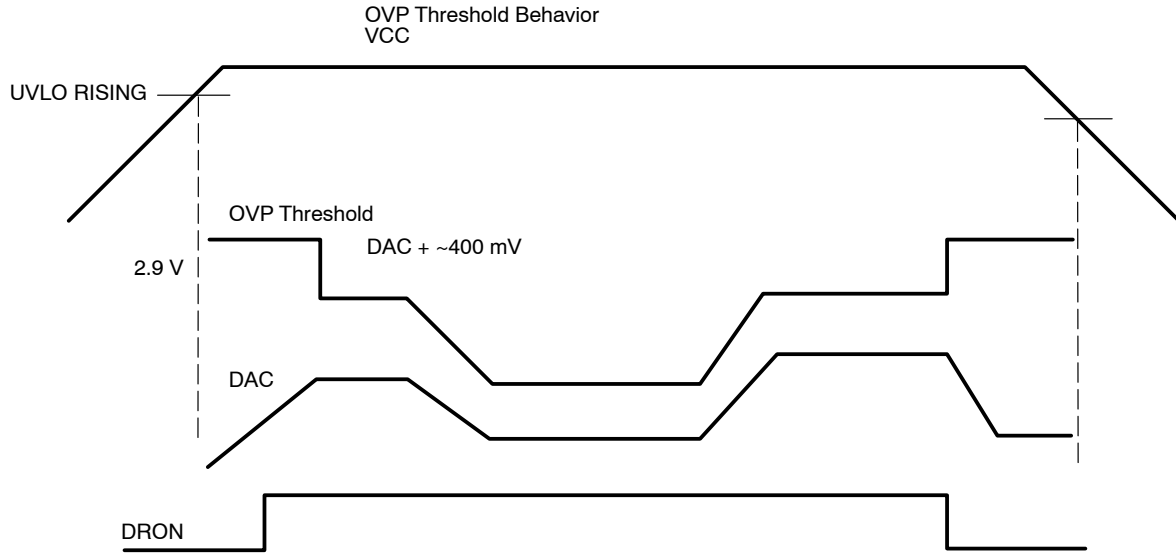 OVP Threshold Behavior
VCC
UVLO RISING
OVP Threshold
DAC + ~400 mV
2.9 V
DAC
DRON